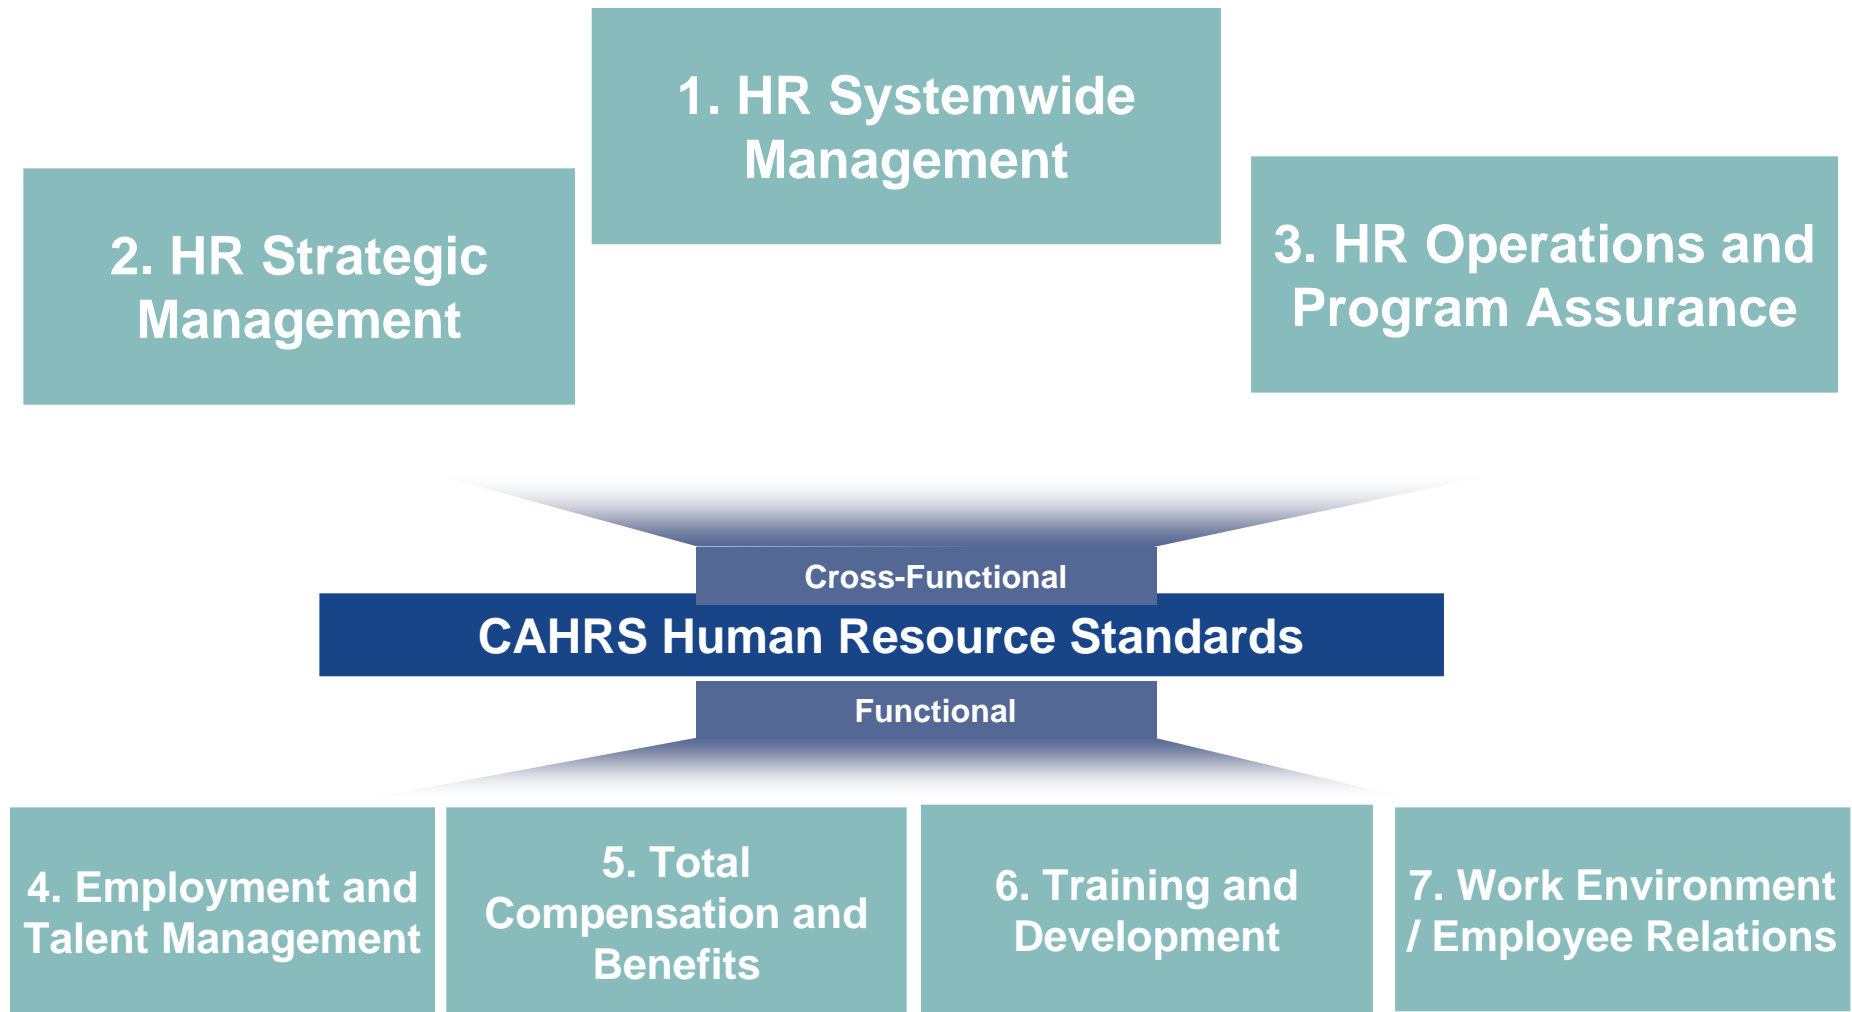 1. HR Systemwide
Management
2. HR Strategic
Management
3. HR Operations and
Program Assurance
Cross-Functional
CAHRS Human Resource Standards
Functional
4. Employment and
Talent Management
5. Total
Compensation and
Benefits
6. Training and
Development
7. Work Environment
/ Employee Relations